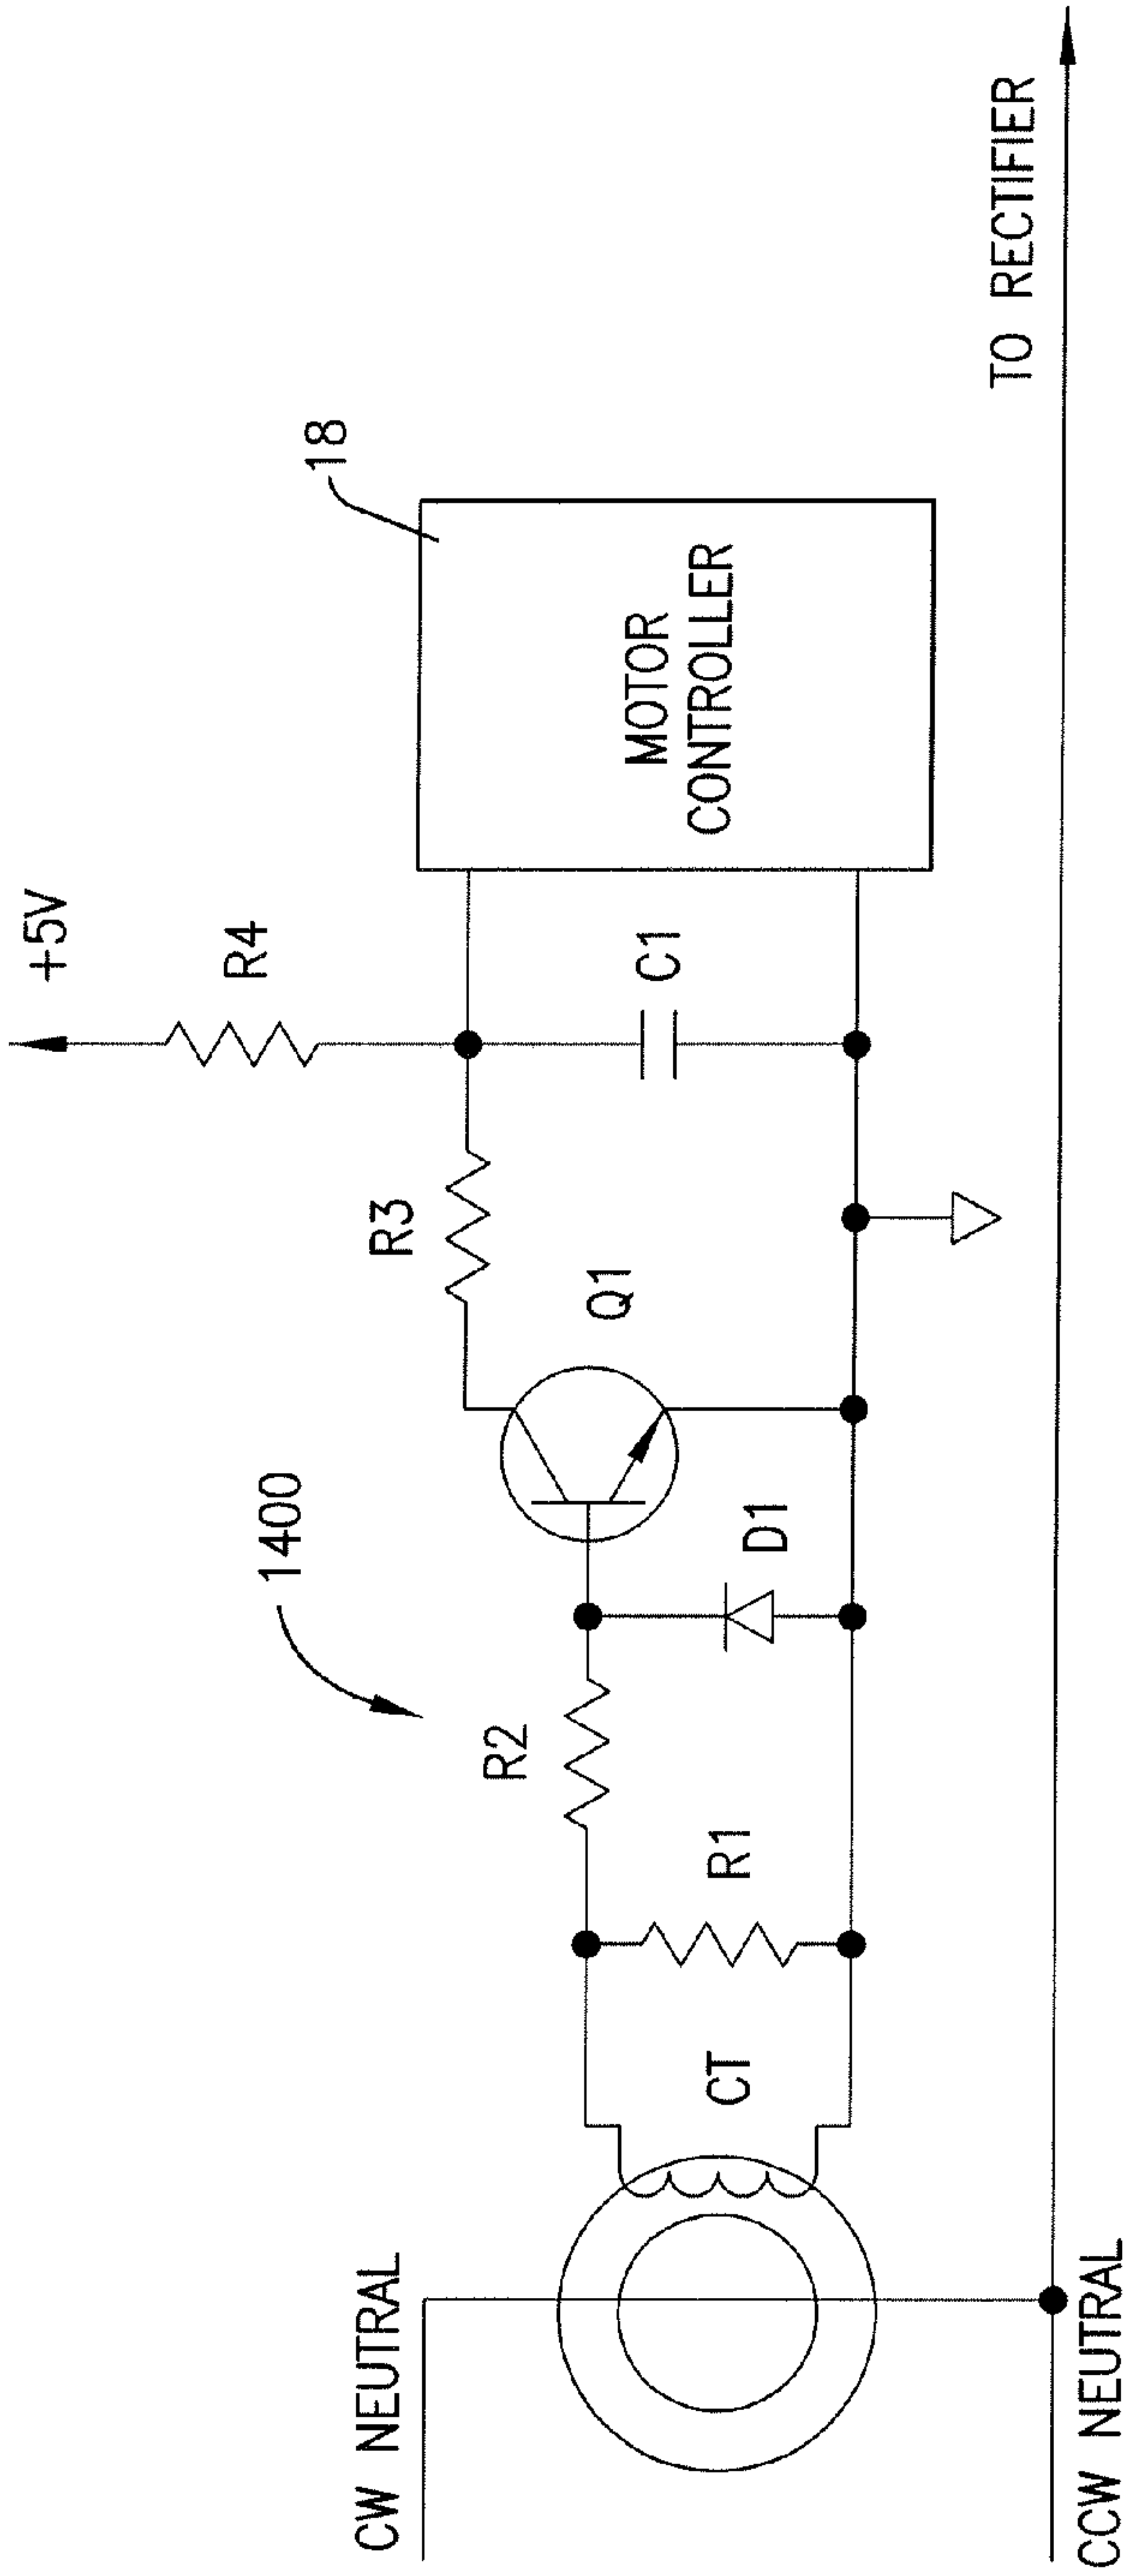 +5V
R4
18
R3
C1
MOTOR
CONTROLLER
Q1
1400
R2
D1
R1
CT
CW NEUTRAL
CCW NEUTRAL
TO RECTIFIER